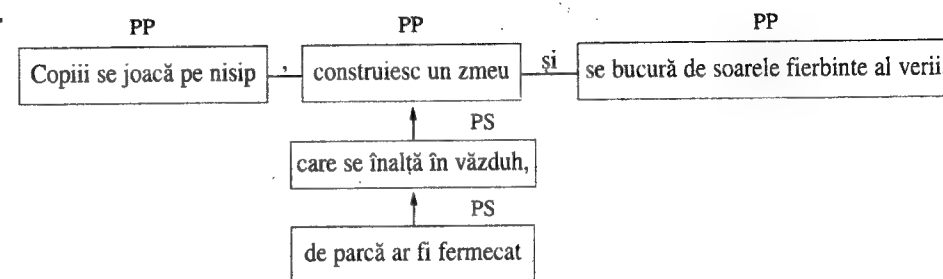 PP PP PP
Copiii se joacă pe nisip , construiesc un zmeu și se bucură de soarele fierbinte al verii
PS
care se înalță în văzduh,
PS
de parcă ar fi fermecat